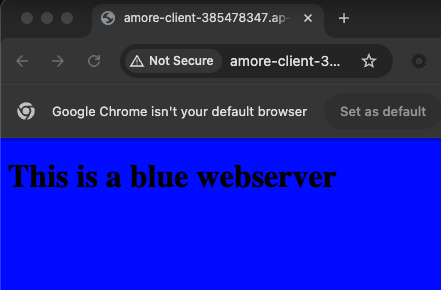 amore-client-385478347.ap-
Not Secure
amore-client-3...
Google Chrome isn't your default browser
Set as default
This is a blue webserver